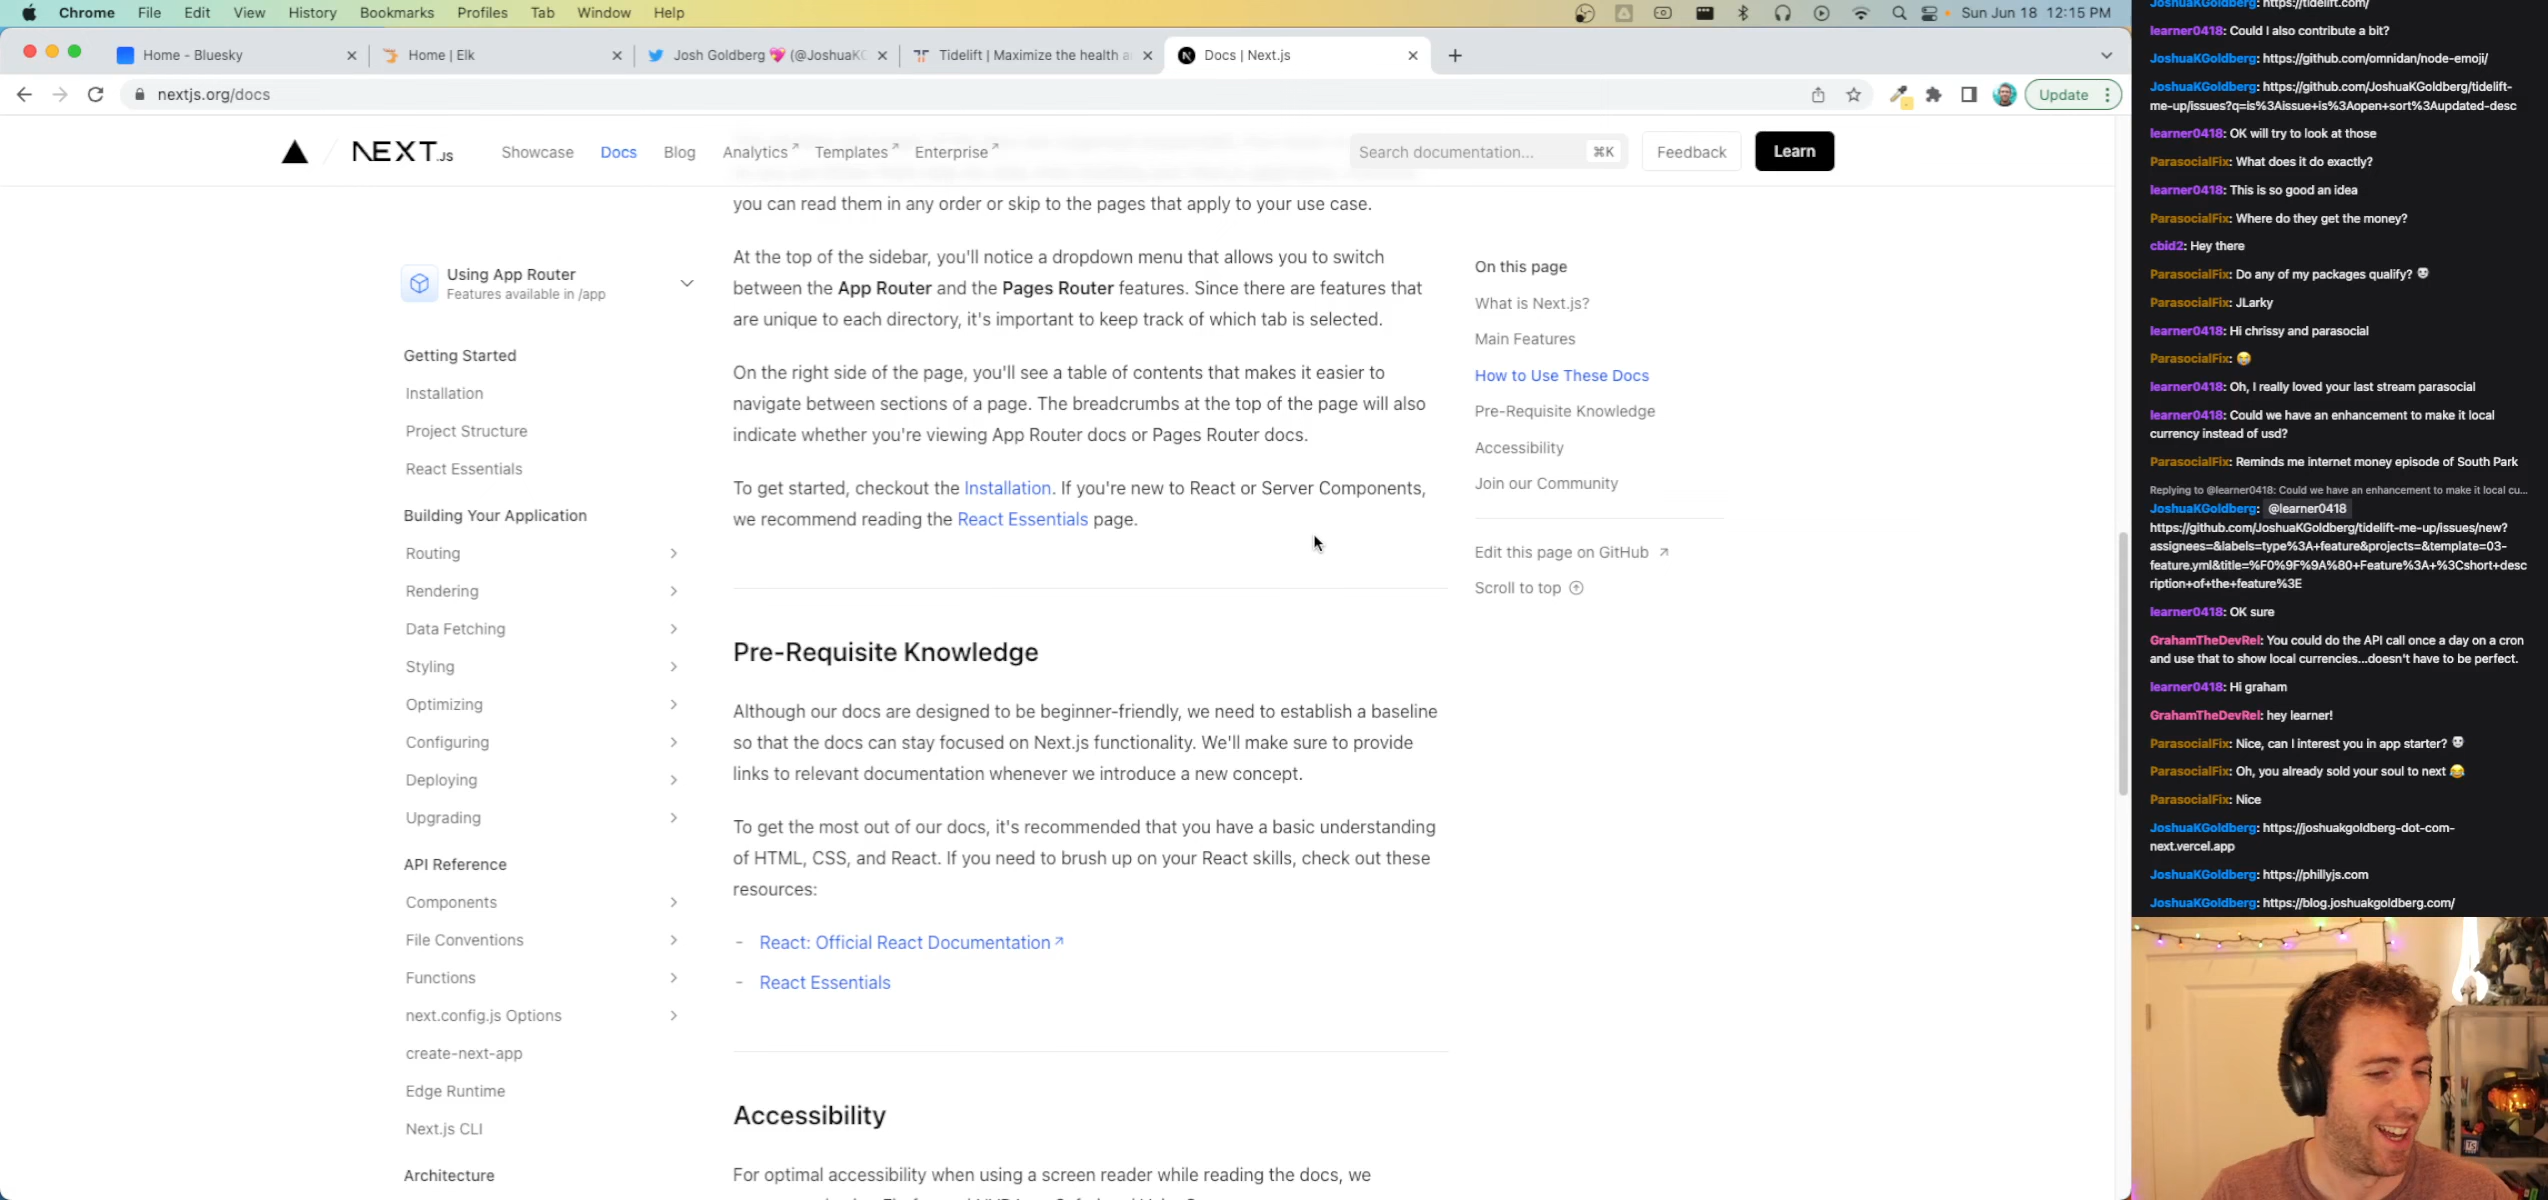 Chrome File Edit View History Bookmarks Profiles Tab Window Help
Sun Jun 18 12:15 PM
Home - Bluesky
Home | Elk
Josh Goldberg 💖 (@JoshuaK
Tidelift | Maximize the health a
Docs | Next.js
nextjs.org/docs
Update
NEXT.JS
Showcase Docs Blog Analytics Templates Enterprise
Search documentation... ⌘K
Feedback
Learn
Using App Router
Features available in /app
Getting Started
Installation
Project Structure
React Essentials
Building Your Application
Routing
Rendering
Data Fetching
Styling
Optimizing
Configuring
Deploying
Upgrading
API Reference
Components
File Conventions
Functions
next.config.js Options
create-next-app
Edge Runtime
Next.js CLI
Architecture
you can read them in any order or skip to the pages that apply to your use case.
At the top of the sidebar, you'll notice a dropdown menu that allows you to switch
between the App Router and the Pages Router features. Since there are features that
are unique to each directory, it's important to keep track of which tab is selected.
On the right side of the page, you'll see a table of contents that makes it easier to
navigate between sections of a page. The breadcrumbs at the top of the page will also
indicate whether you're viewing App Router docs or Pages Router docs.
To get started, checkout the Installation. If you're new to React or Server Components,
we recommend reading the React Essentials page.
Pre-Requisite Knowledge
Although our docs are designed to be beginner-friendly, we need to establish a baseline
so that the docs can stay focused on Next.js functionality. We'll make sure to provide
links to relevant documentation whenever we introduce a new concept.
To get the most out of our docs, it's recommended that you have a basic understanding
of HTML, CSS, and React. If you need to brush up on your React skills, check out these
resources:
- React: Official React Documentation
- React Essentials
Accessibility
For optimal accessibility when using a screen reader while reading the docs, we
On this page
What is Next.js?
Main Features
How to Use These Docs
Pre-Requisite Knowledge
Accessibility
Join our Community
Edit this page on GitHub
Scroll to top
JoshuaKGoldberg: https://tidelift.com/
learner0418: Could I also contribute a bit?
JoshuaKGoldberg: https://github.com/omnidan/node-emoji/
JoshuaKGoldberg: https://github.com/JoshuaKGoldberg/tidelift-
me-up/issues?q=is%3Aissue+is%3Aopen+sort%3Aupdated-desc
learner0418: OK will try to look at those
ParasocialFix: What does it do exactly?
learner0418: This is so good an idea
ParasocialFix: Where do they get the money?
cbid2: Hey there
ParasocialFix: Do any of my packages qualify?
ParasocialFix: JLarky
learner0418: Hi chrissy and parasocial
ParasocialFix: 😭
learner0418: Oh, I really loved your last stream parasocial
learner0418: Could we have an enhancement to make it local
currency instead of usd?
ParasocialFix: Reminds me internet money episode of South Park
Replying to @learner0418: Could we have an enhancement to make it local cu...
JoshuaKGoldberg: @learner0418
https://github.com/JoshuaKGoldberg/tidelift-me-up/issues/new?
assignees=&labels=type%3A+feature&projects=&template=03-
feature.yml&title=%F0%9F%9A%80+Feature%3A+%3Cshort+desc
ription+of+the+feature%3E
learner0418: OK sure
GrahamTheDevRel: You could do the API call once a day on a cron
and use that to show local currencies...doesn't have to be perfect.
learner0418: Hi graham
GrahamTheDevRel: hey learner!
ParasocialFix: Nice, can I interest you in app starter?
ParasocialFix: Oh, you already sold your soul to next 😂
ParasocialFix: Nice
JoshuaKGoldberg: https://joshuakgoldberg-dot-com-
next.vercel.app
JoshuaKGoldberg: https://phillyjs.com
JoshuaKGoldberg: https://blog.joshuakgoldberg.com/